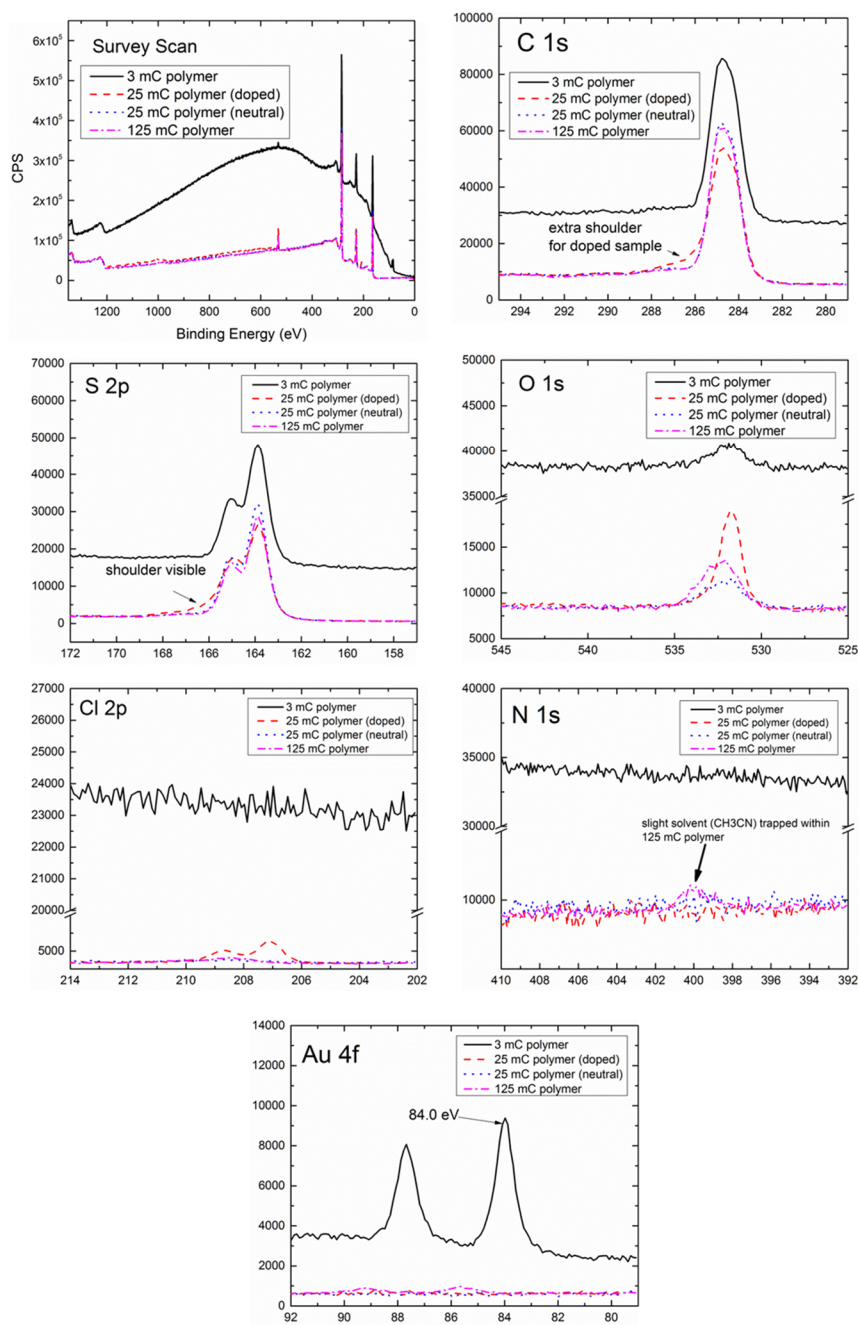 Survey Scan
3 mC polymer
25 mC polymer (doped)
25 mC polymer (neutral)
125 mC polymer
6x10⁵
5x10⁵
4x10⁵
3x10⁵
2x10⁵
1x10⁵
0
CPS
1200 1000 800 600 400 200 0
Binding Energy (eV)
C 1s
3 mC polymer
25 mC polymer (doped)
25 mC polymer (neutral)
125 mC polymer
extra shoulder
for doped sample
100000
80000
60000
40000
20000
0
294 292 290 288 286 284 282 280
S 2p
3 mC polymer
25 mC polymer (doped)
25 mC polymer (neutral)
125 mC polymer
shoulder visible
70000
60000
50000
40000
30000
20000
10000
0
172 170 168 166 164 162 160 158
O 1s
3 mC polymer
25 mC polymer (doped)
25 mC polymer (neutral)
125 mC polymer
50000
45000
40000
35000
15000
10000
5000
545 540 535 530 525
Cl 2p
3 mC polymer
25 mC polymer (doped)
25 mC polymer (neutral)
125 mC polymer
27000
26000
25000
24000
23000
22000
21000
20000
5000
214 212 210 208 206 204 202
N 1s
3 mC polymer
25 mC polymer (doped)
25 mC polymer (neutral)
125 mC polymer
slight solvent (CH3CN) trapped within
125 mC polymer
40000
35000
30000
10000
410 408 406 404 402 400 398 396 394 392
Au 4f
3 mC polymer
25 mC polymer (doped)
25 mC polymer (neutral)
125 mC polymer
84.0 eV
14000
12000
10000
8000
6000
4000
2000
0
92 90 88 86 84 82 80